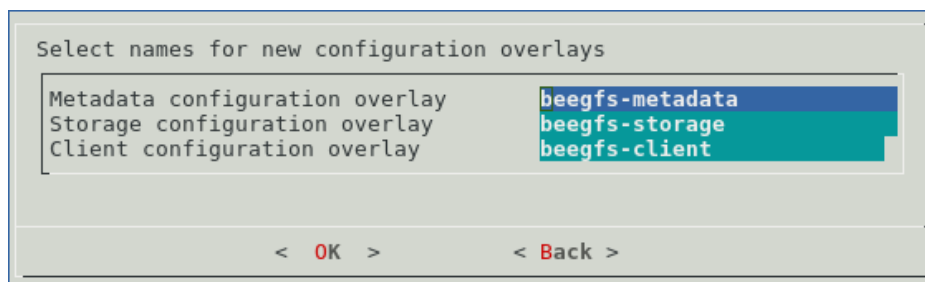 Select names for new configuration overlays
Metadata configuration overlay beegfs-metadata
Storage configuration overlay beegfs-storage
Client configuration overlay beegfs-client
< OK > < Back >